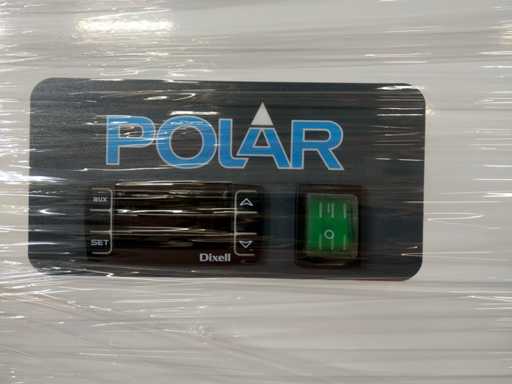 POLAR
aux
SET
Dixell